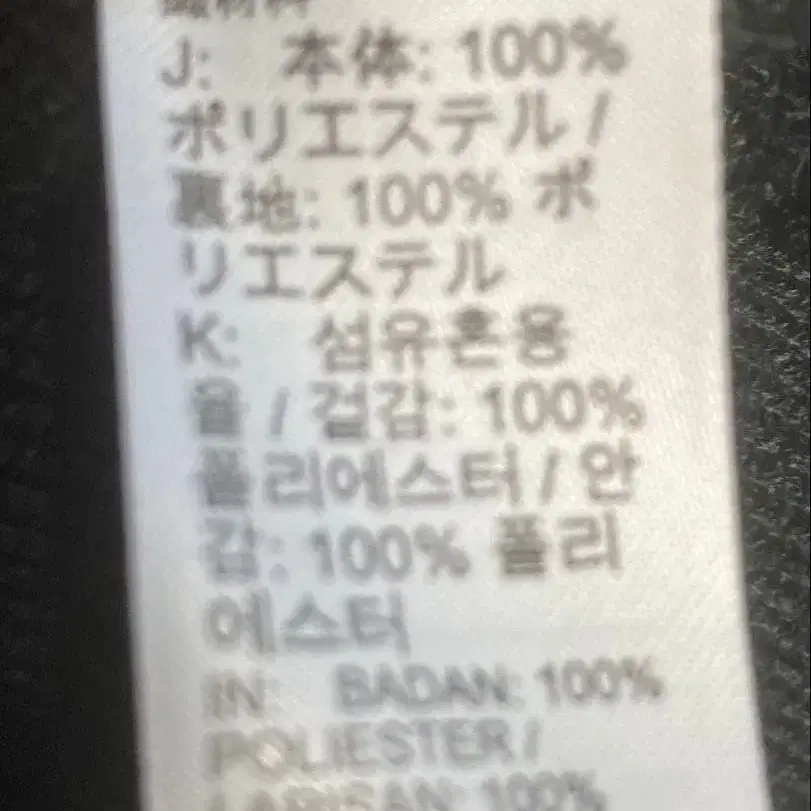 J: 本体: 100%
ポリエステル /
裏地: 100% ポ
リエステル
K: 섬유혼용
율 / 겉감: 100%
폴리에스터 / 안
감: 100% 폴리
에스터
IN: BADAN: 100%
POLIESTER /
LAPISAN: 100%